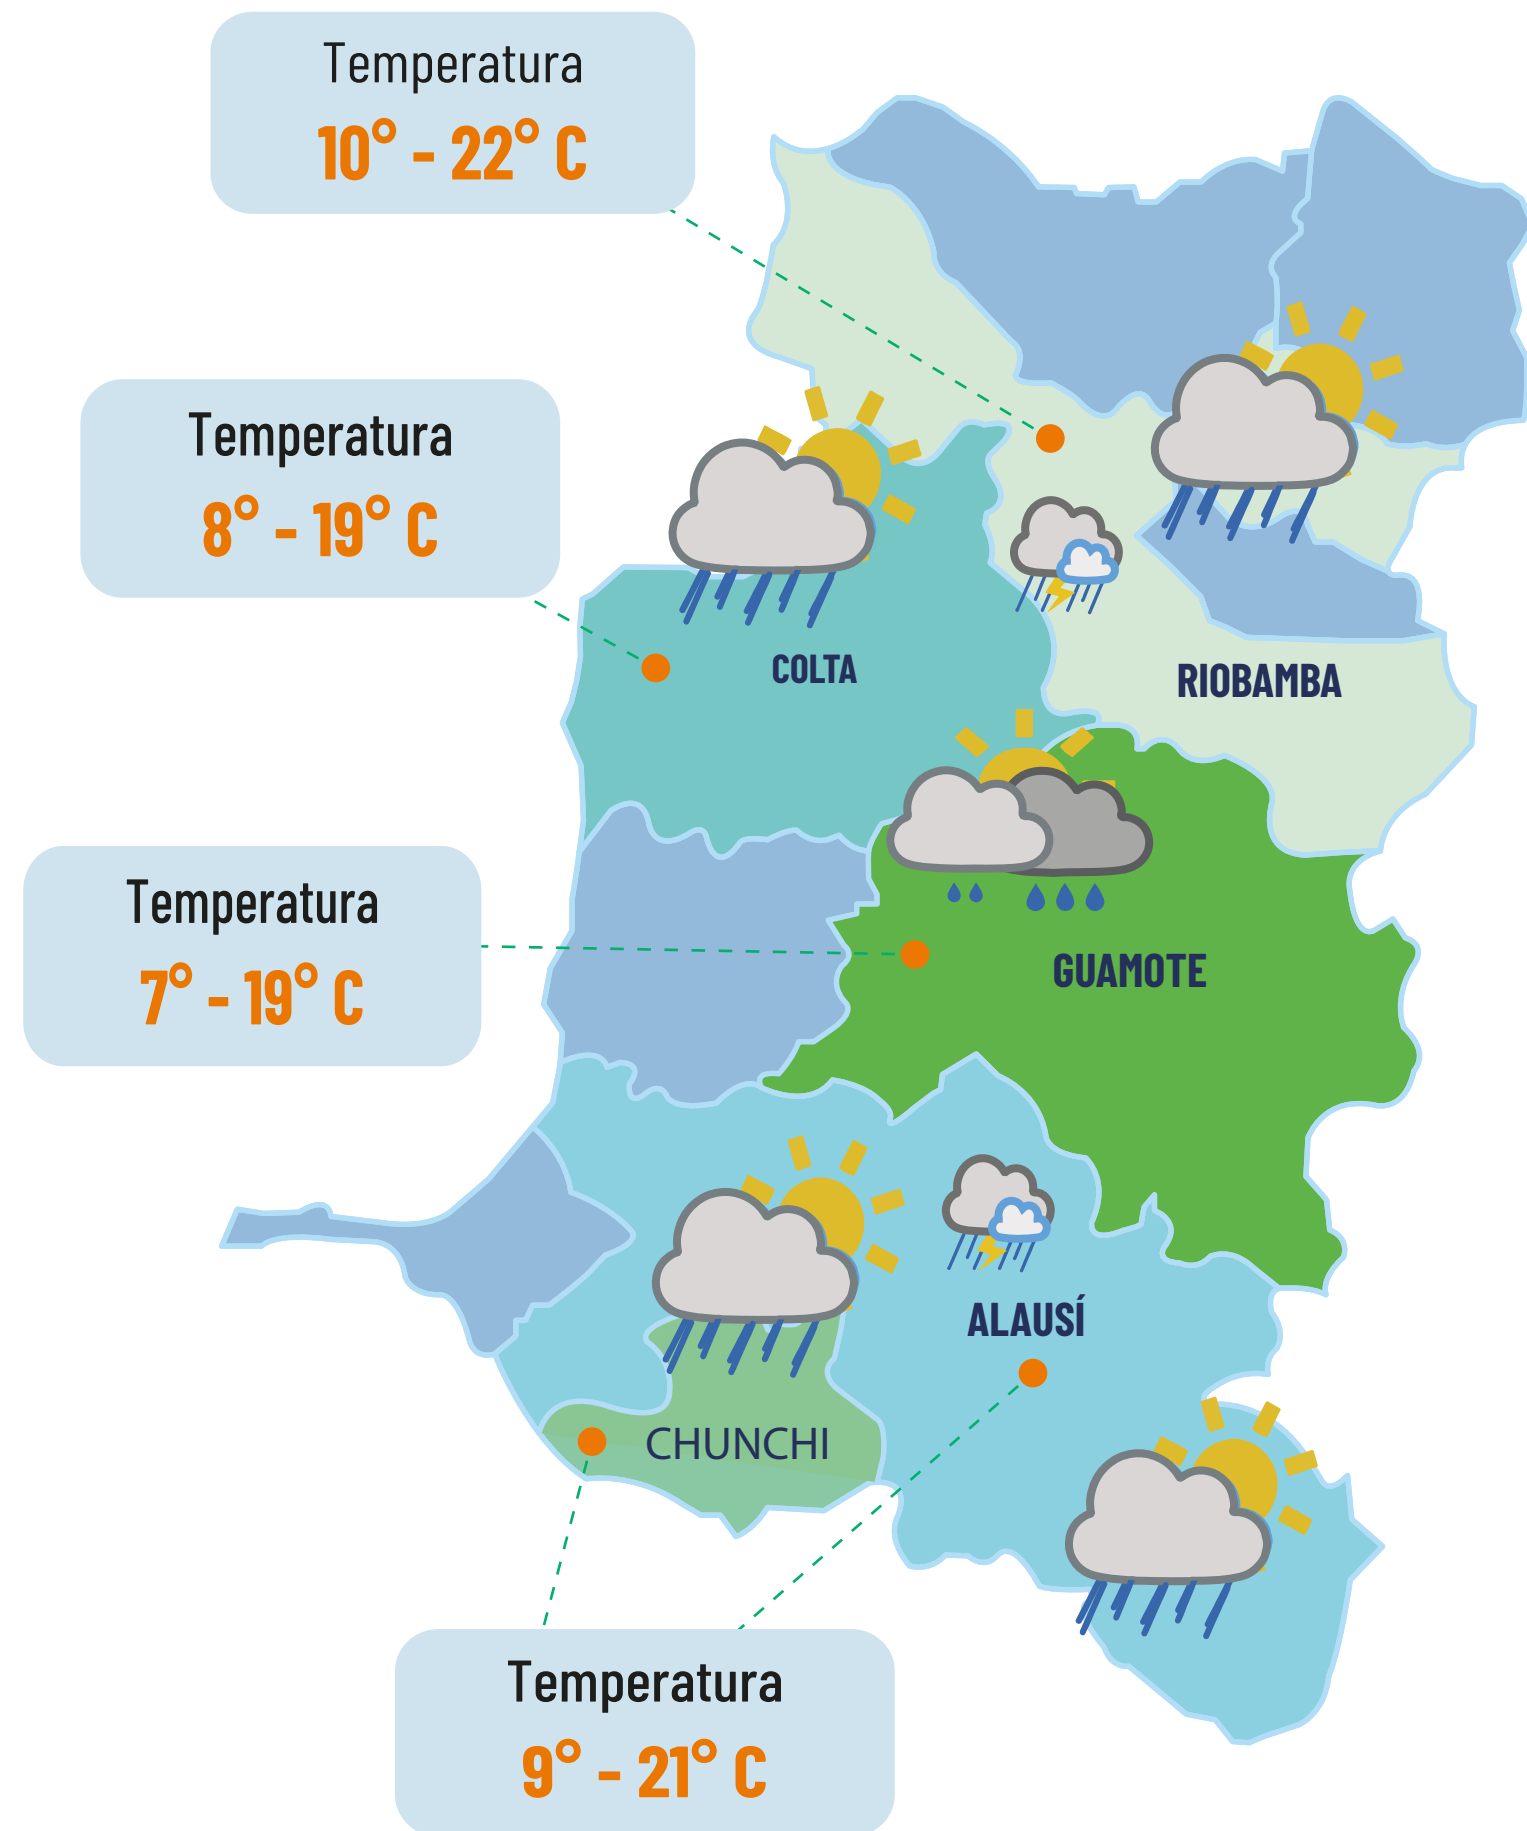 Temperatura
10° - 22° C
Temperatura
8° - 19° C
COLTA
RIOBAMBA
Temperatura
7° - 19° C
GUAMOTE
ALAUSÍ
CHUNCHI
Temperatura
9° - 21° C